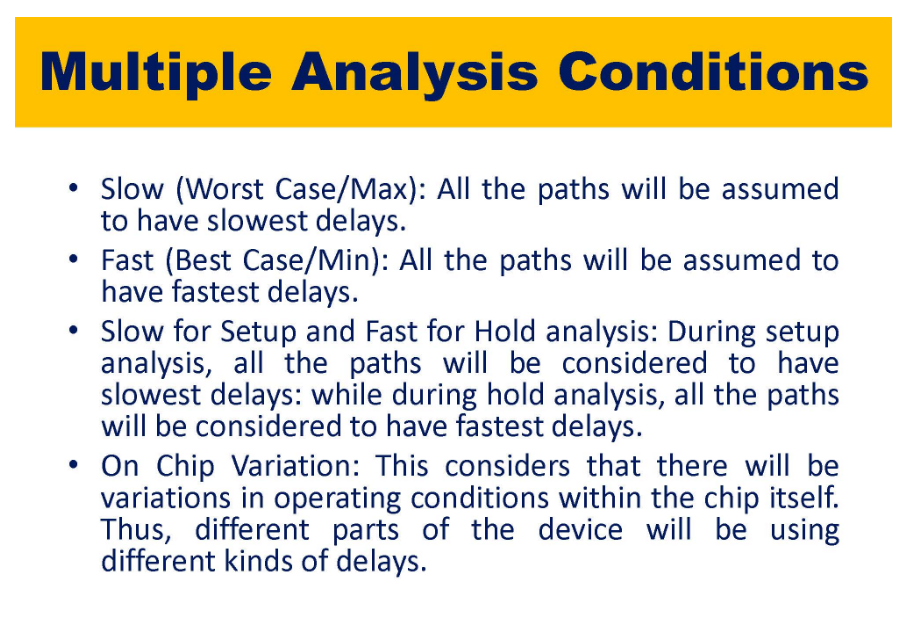 Multiple Analysis Conditions
• Slow (Worst Case/Max): All the paths will be assumed
to have slowest delays.
• Fast (Best Case/Min): All the paths will be assumed to
have fastest delays.
• Slow for Setup and Fast for Hold analysis: During setup
analysis, all the paths will be considered to have
slowest delays: while during hold analysis, all the paths
will be considered to have fastest delays.
• On Chip Variation: This considers that there will be
variations in operating conditions within the chip itself.
Thus, different parts of the device will be using
different kinds of delays.